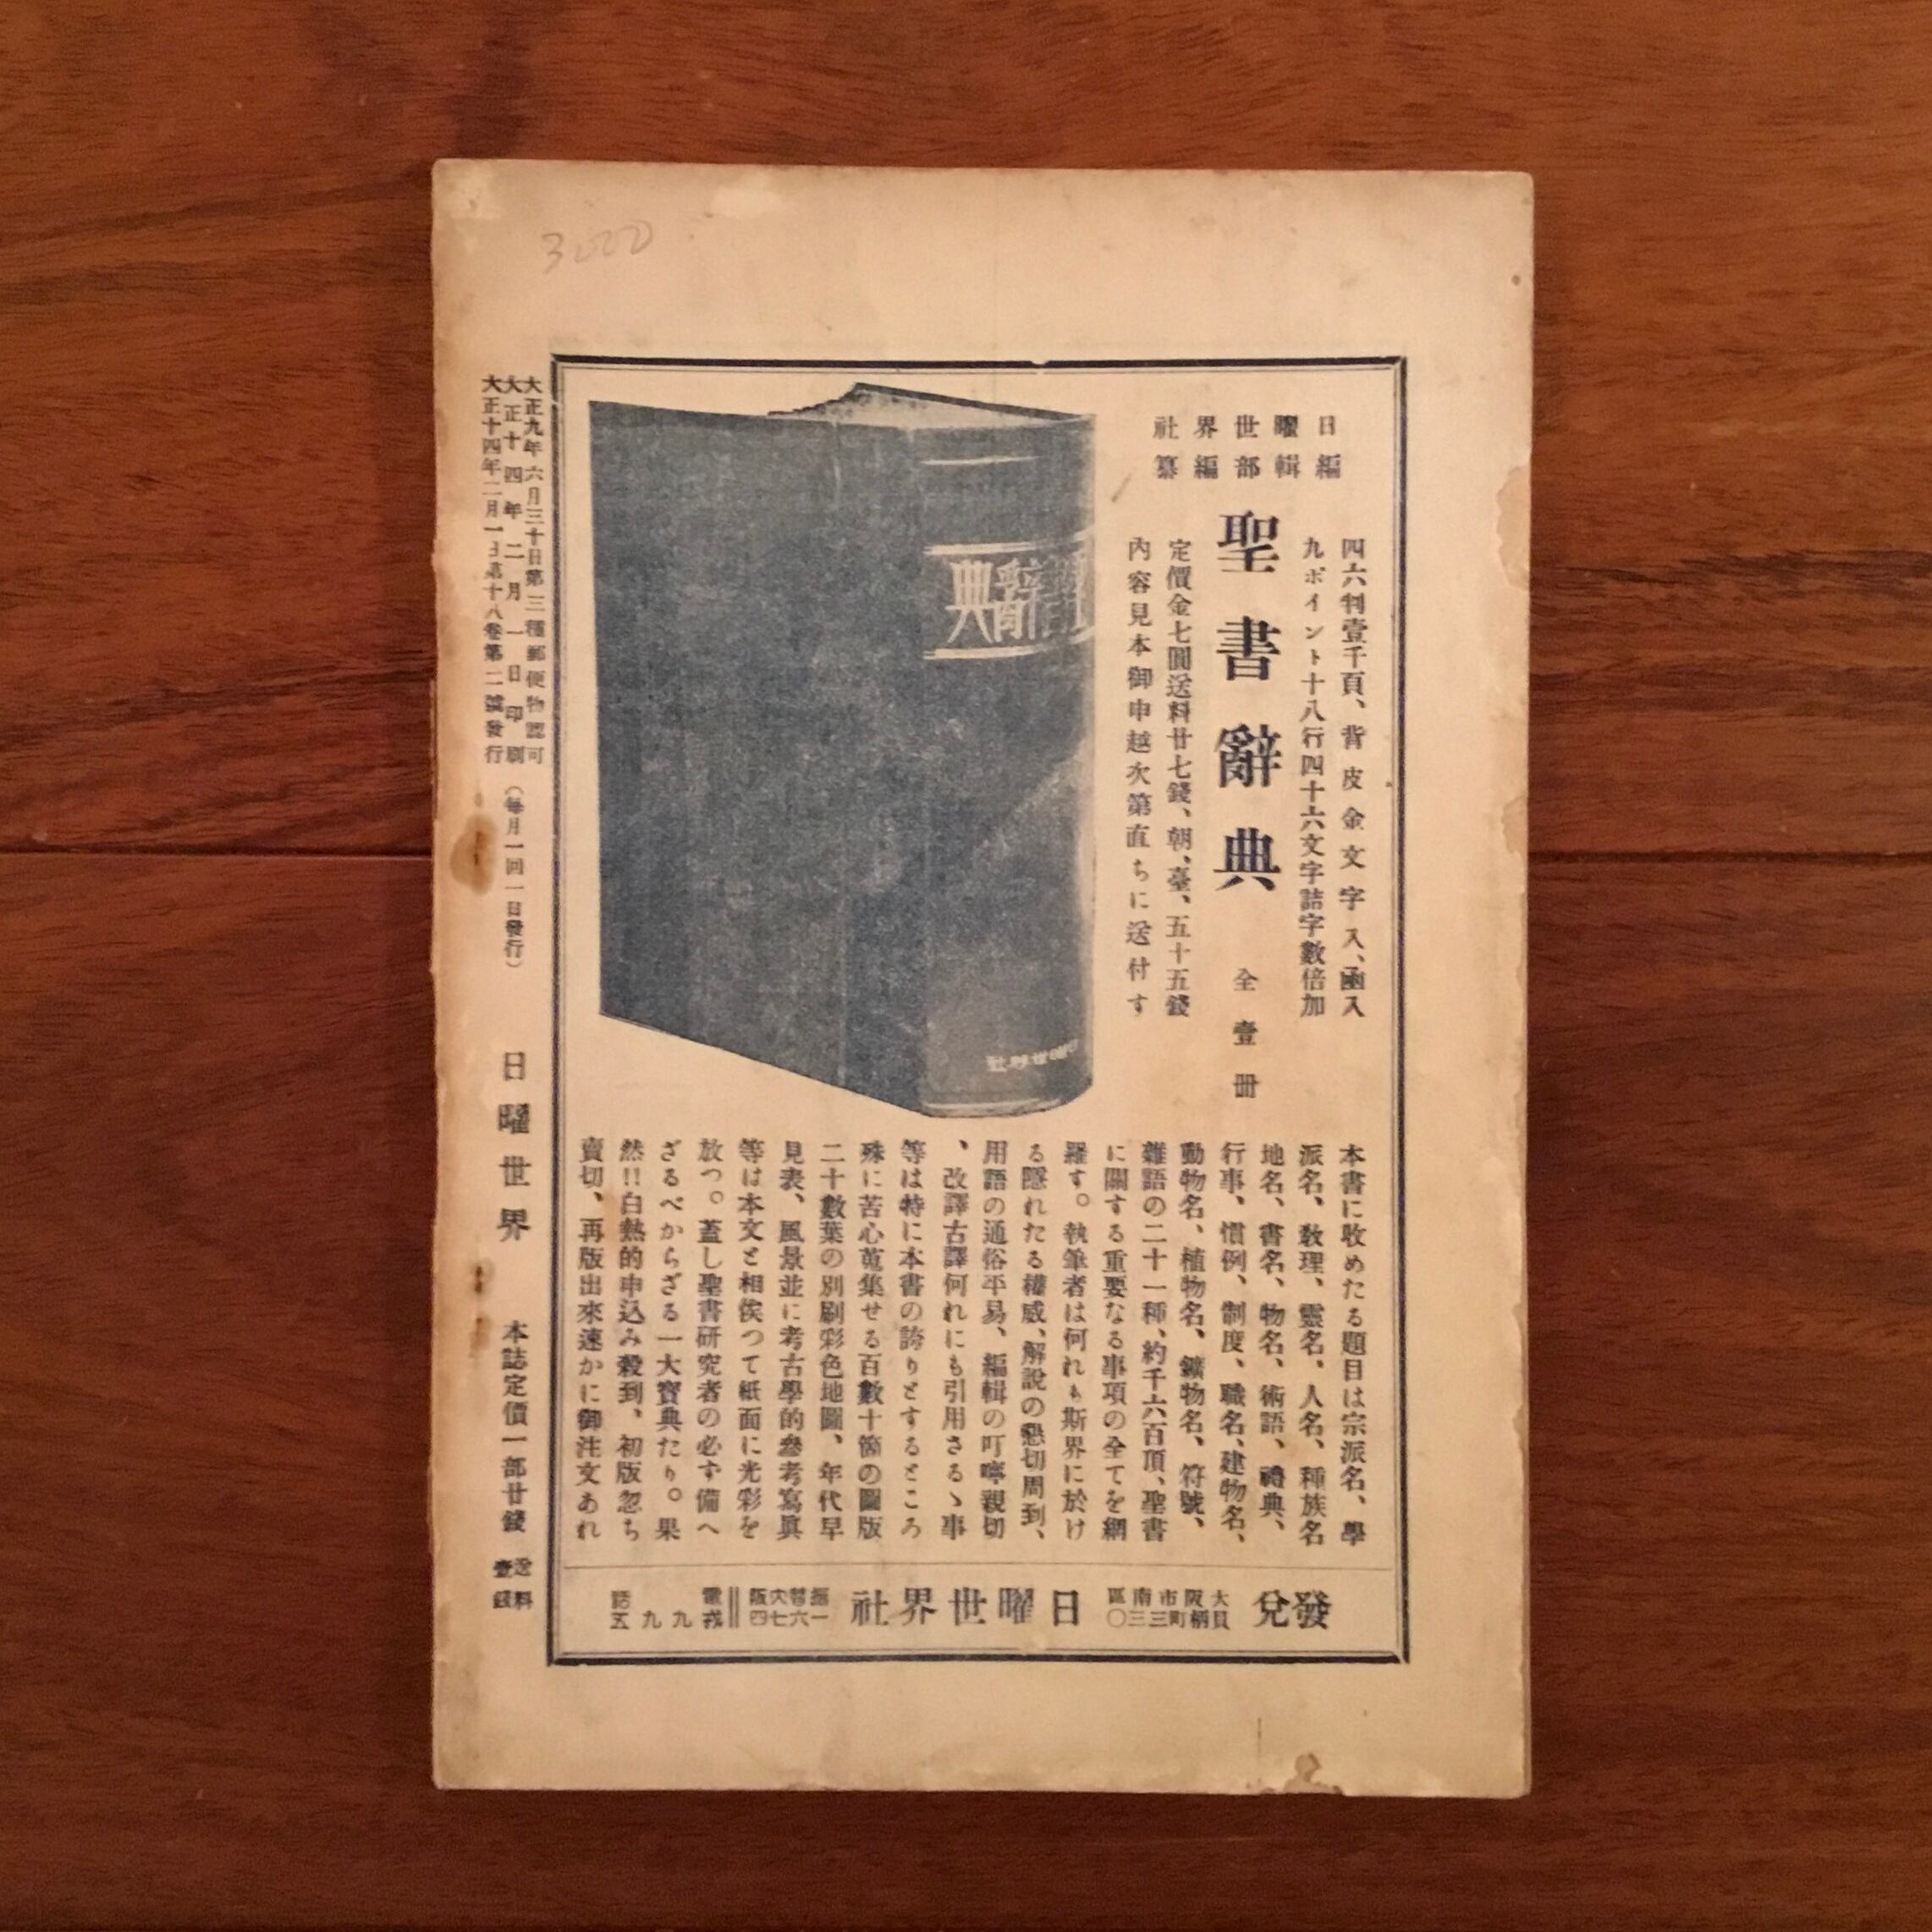 3000
日曜世界社
編輯部編纂
四六判壹千頁、背皮金文字入、函入
九ポイント十八行四十六文字詰字數倍加
聖書辭典 全壹册
定價金七圓送料廿七錢、朝、臺、五十五錢
內容見本御申越次第直ちに送付す
辭典
本書に收めたる題目は宗派名、學
派名、敎理、靈名、人名、種族名
地名、書名、物名、術語、禮典、
行事、慣例、制度、職名、建物名、
動物名、植物名、鑛物名、符號、
雜語の二十一種、約千六百項、聖書
に關する重要なる事項の全てを網
羅す。執筆者は何れも斯界に於け
る隱れたる權威、解說の懇切周到、
用語の通俗平易、編輯の叮嚀親切
、改譯古譯何れにも引用さるゝ事
等は特に本書の誇りとするところ
殊に苦心蒐集せる百數十箇の圖版
二十數葉の別刷彩色地圖、年代早
見表、風景並に考古學的參考寫眞
等は本文と相俟つて紙面に光彩を
放つ。蓋し聖書硏究者の必ず備へ
ざるべからざる一大寶典たり。果
然!!白熱的申込み殺到、初版忽ち
賣切、再版出來速かに御注文あれ
發兌
大阪市南區
貝柄町三三〇
日曜世界社
振替大阪
一六七四
電話
戎九九五
大正九年六月三十日第三種郵便物認可
大正十四年二月一日印刷
大正十四年二月一日第十八卷第二號發行
（每月一回一日發行）
日曜世界
本誌定價一部廿錢
送料
壹錢